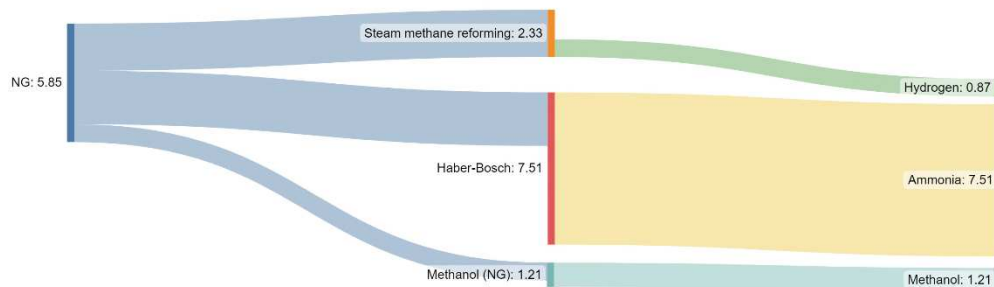 Steam methane reforming: 2.33
NG: 5.85
Hydrogen: 0.87
Haber-Bosch: 7.51
Ammonia: 7.51
Methanol (NG): 1.21
Methanol: 1.21